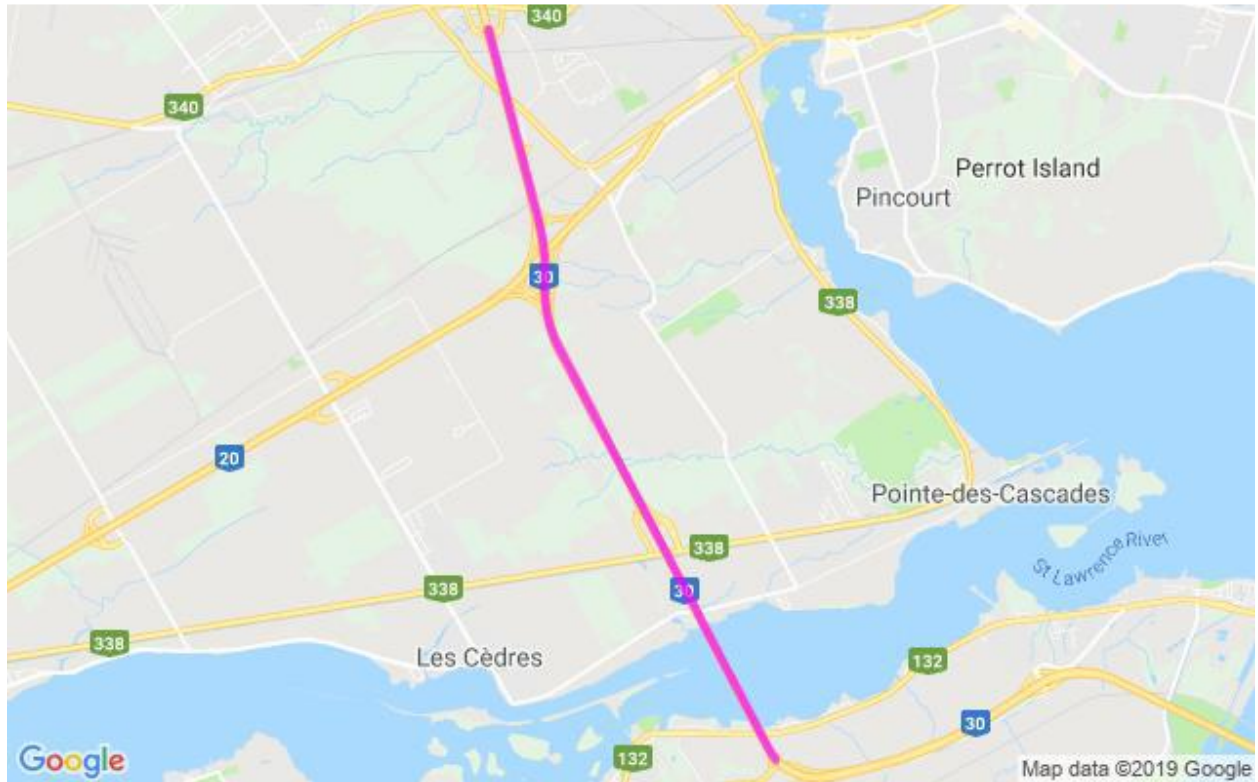 340
340
Perrot Island
Pincourt
30
338
20
Pointe-des-Cascades
St Lawrence River
338
338
30
338
Les Cèdres
132
30
132
Google
Map data ©2019 Google